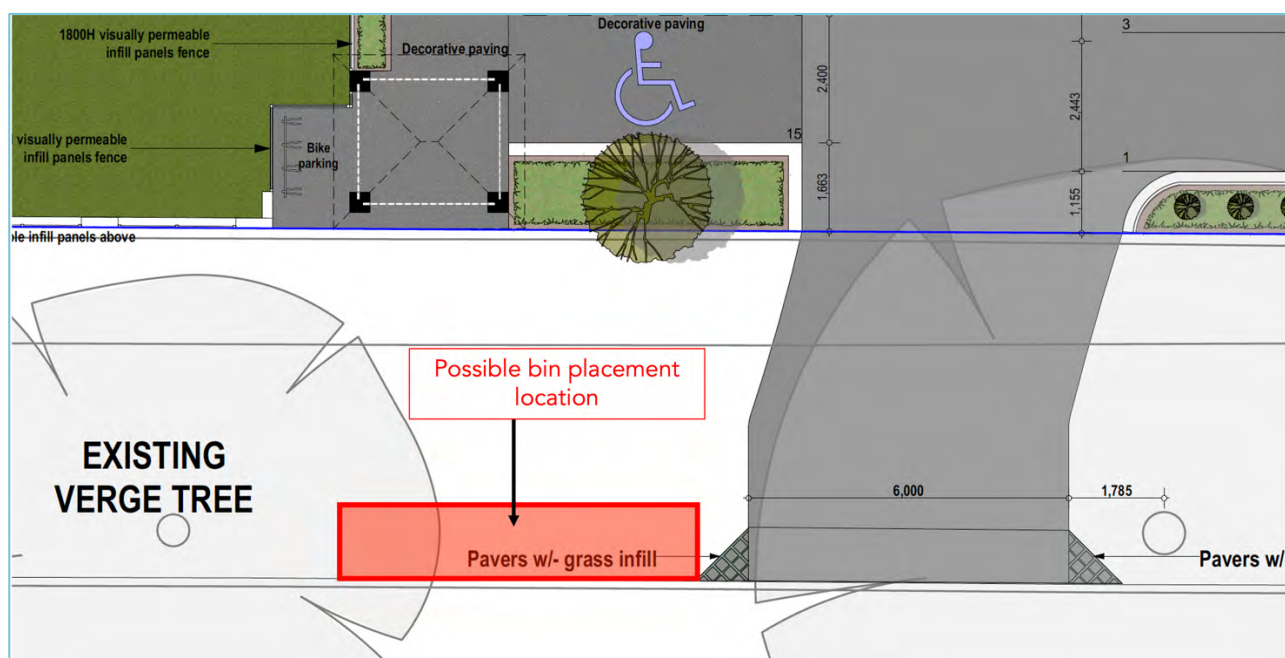 1800H visually permeable
infill panels fence
Decorative paving
Decorative paving
3
2,400
2,443
visually permeable
infill panels fence
Bike
parking
15
1
1,663
1,155
infill panels above
Possible bin placement
location
EXISTING
VERGE TREE
6,000
1,785
Pavers w/- grass infill
Pavers w/